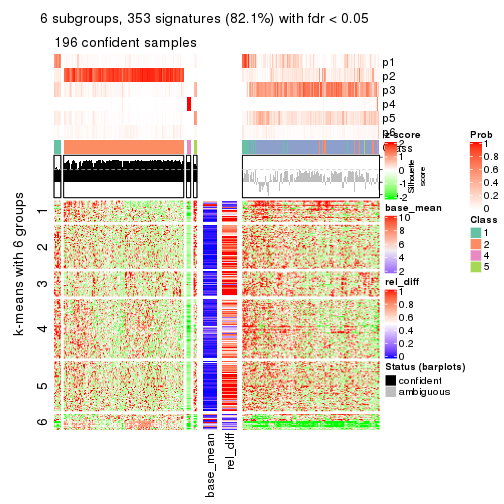 6 subgroups, 353 signatures (82.1%) with fdr < 0.05
196 confident samples
p1
p2
p3
p4
p5
p6
Class
z-score
2
1
0
-1
-2
Silhouette
score
Prob
1
0.8
0.6
0.4
0.2
0
base_mean
10
8
6
4
2
Class
1
2
4
5
rel_diff
1
0.8
0.6
0.4
0.2
0
Status (barplots)
confident
ambiguous
k-means with 6 groups
1
2
3
4
5
6
base_mean
rel_diff